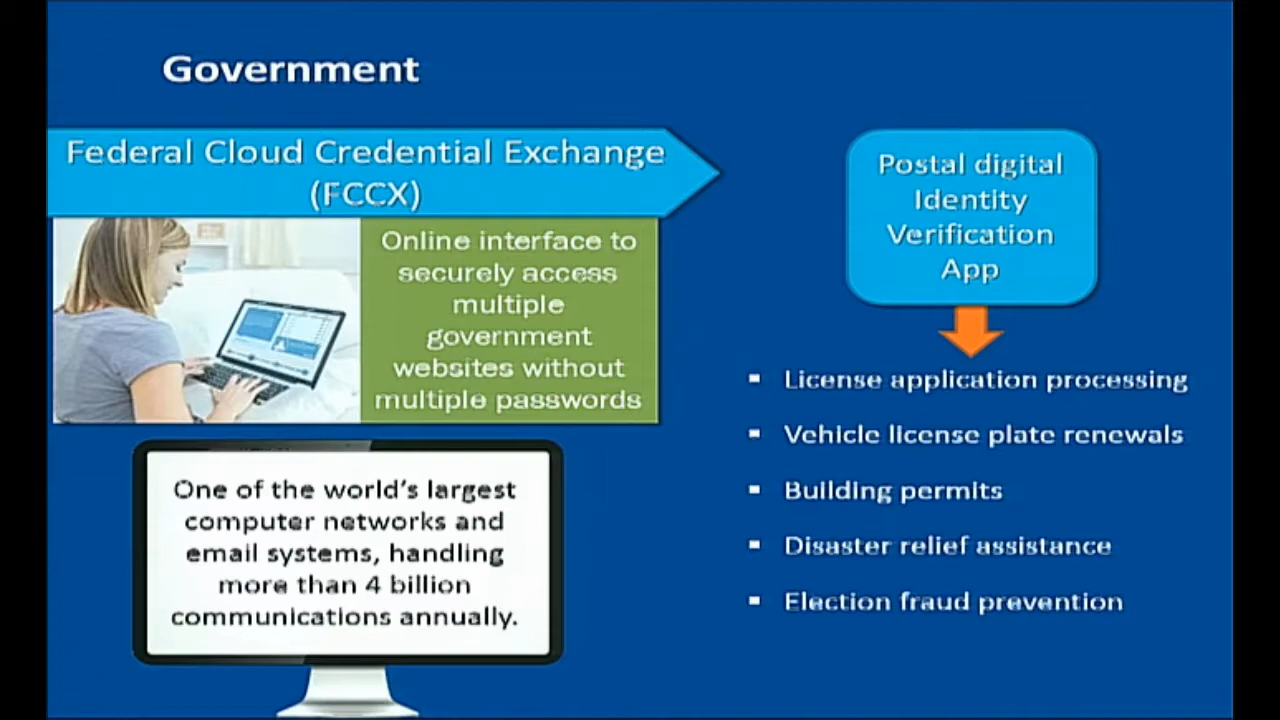 Government
Federal Cloud Credential Exchange
(FCCX)
Online interface to
securely access
multiple
government
websites without
multiple passwords
One of the world's largest
computer networks and
email systems, handling
more than 4 billion
communications annually.
Postal digital
Identity
Verification
App
▪ License application processing
▪ Vehicle license plate renewals
▪ Building permits
▪ Disaster relief assistance
▪ Election fraud prevention